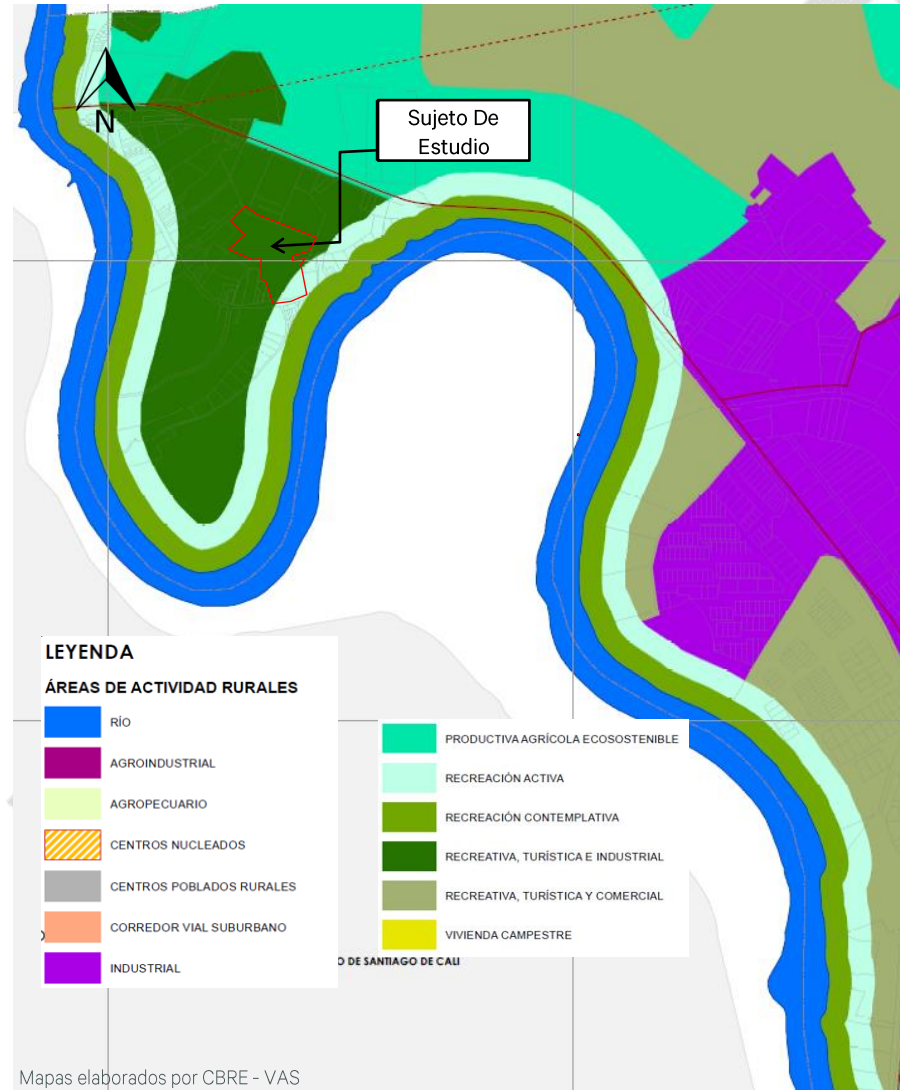 Sujeto De
Estudio
N
LEYENDA
ÁREAS DE ACTIVIDAD RURALES
RÍO
AGROINDUSTRIAL
AGROPECUARIO
CENTROS NUCLEADOS
CENTROS POBLADOS RURALES
CORREDOR VIAL SUBURBANO
INDUSTRIAL
PRODUCTIVA AGRÍCOLA ECOSOSTENIBLE
RECREACIÓN ACTIVA
RECREACIÓN CONTEMPLATIVA
RECREATIVA, TURÍSTICA E INDUSTRIAL
RECREATIVA, TURÍSTICA Y COMERCIAL
VIVIENDA CAMPESTRE
O DE SANTIAGO DE CALI
Mapas elaborados por CBRE - VAS